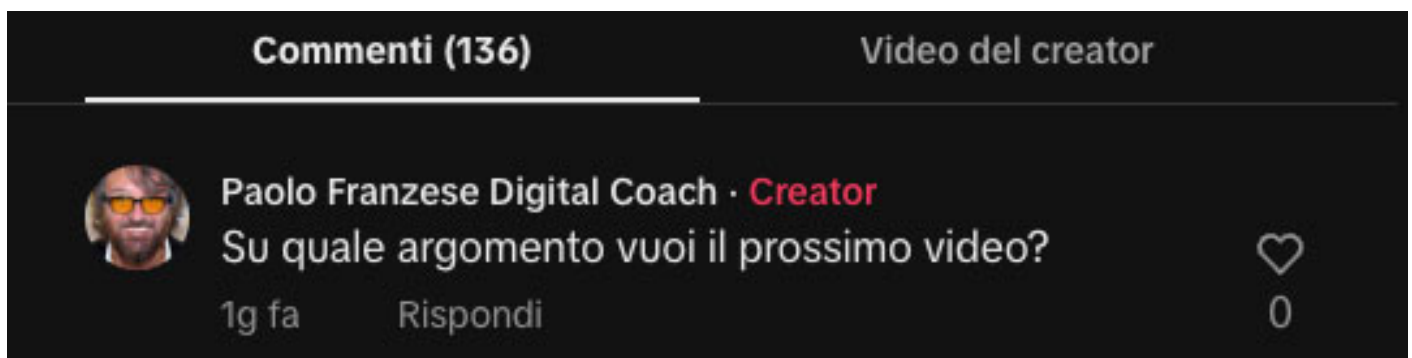 Commenti (136)
Video del creator
Paolo Franzese Digital Coach · Creator
Su quale argomento vuoi il prossimo video?
1g fa
Rispondi
0